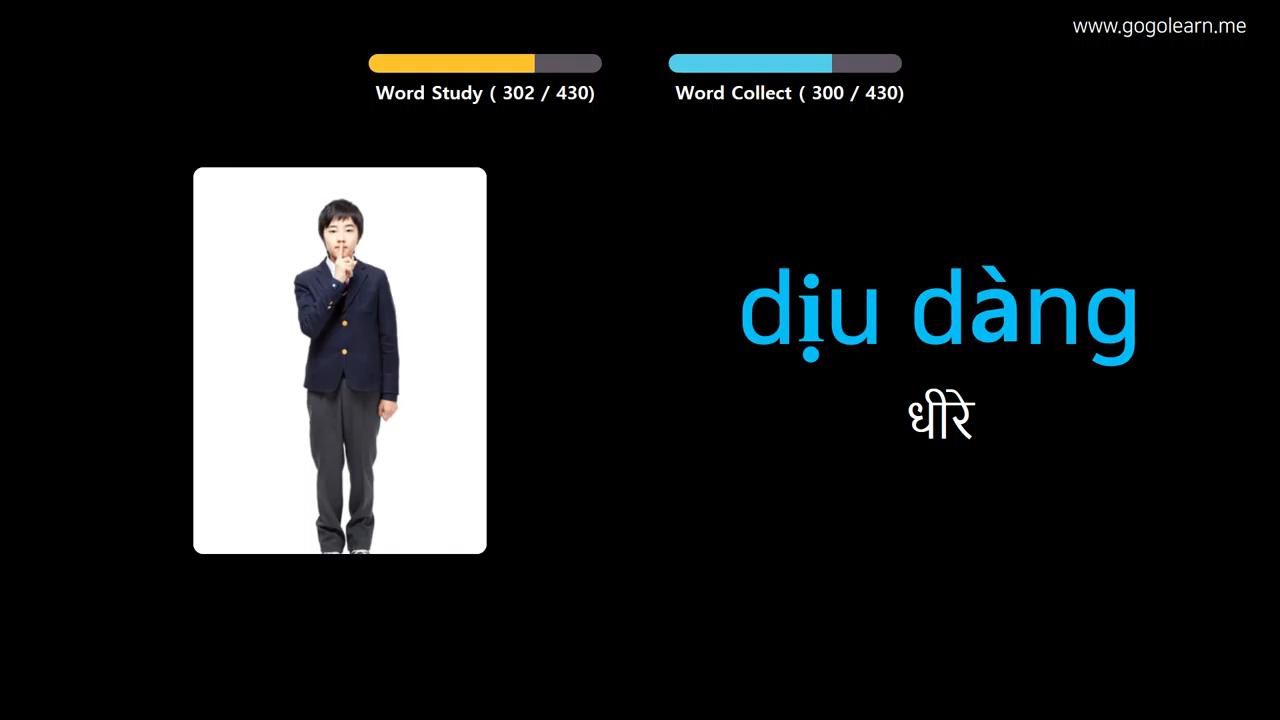 www.gogolearn.me
Word Study ( 302 / 430)
Word Collect ( 300 / 430)
dịu dàng
धीरे